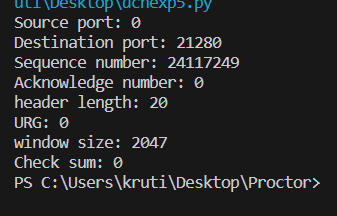 uti\Desktop\dcnexp5.py
Source port: 0
Destination port: 21280
Sequence number: 24117249
Acknowledge number: 0
header length: 20
URG: 0
window size: 2047
Check sum: 0
PS C:\Users\kruti\Desktop\Proctor>